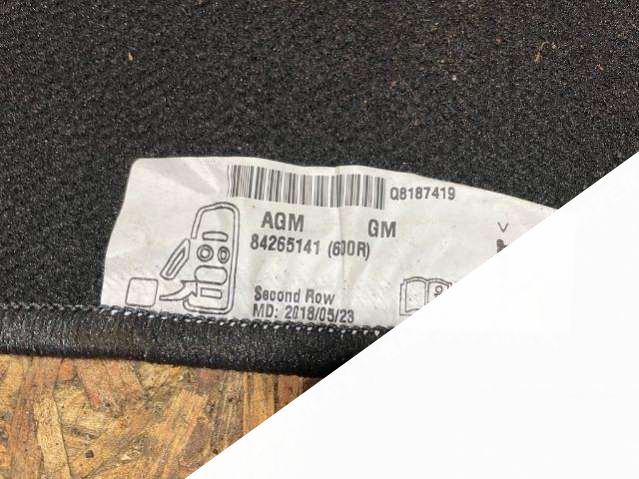 Q8187419
AGM GM
84265141 (600R)
Second Row
MD: 2018/05/23